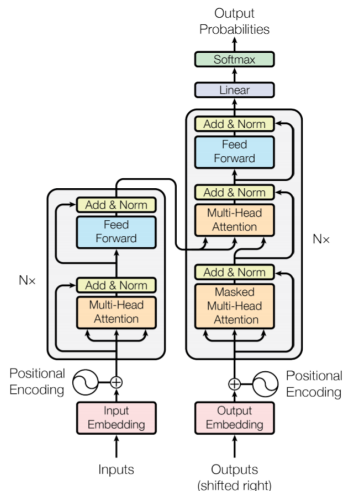 Output
Probabilities
Softmax
Linear
Add & Norm
Feed
Forward
Add & Norm
Multi-Head
Attention
Add & Norm
Masked
Multi-Head
Attention
N×
Positional
Encoding
Output
Embedding
Outputs
(shifted right)
Add & Norm
Feed
Forward
Add & Norm
Multi-Head
Attention
N×
Positional
Encoding
Input
Embedding
Inputs